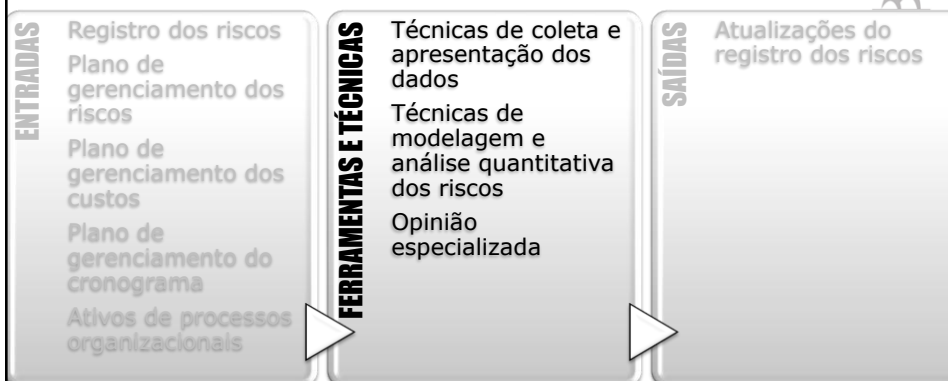 ENTRADAS
Registro dos riscos
Plano de
gerenciamento dos
riscos
Plano de
gerenciamento dos
custos
Plano de
gerenciamento do
cronograma
Ativos de processos
organizacionais
FERRAMENTAS E TÉCNICAS
Técnicas de coleta e
apresentação dos
dados
Técnicas de
modelagem e
análise quantitativa
dos riscos
Opinião
especializada
SAÍDAS
Atualizações do
registro dos riscos